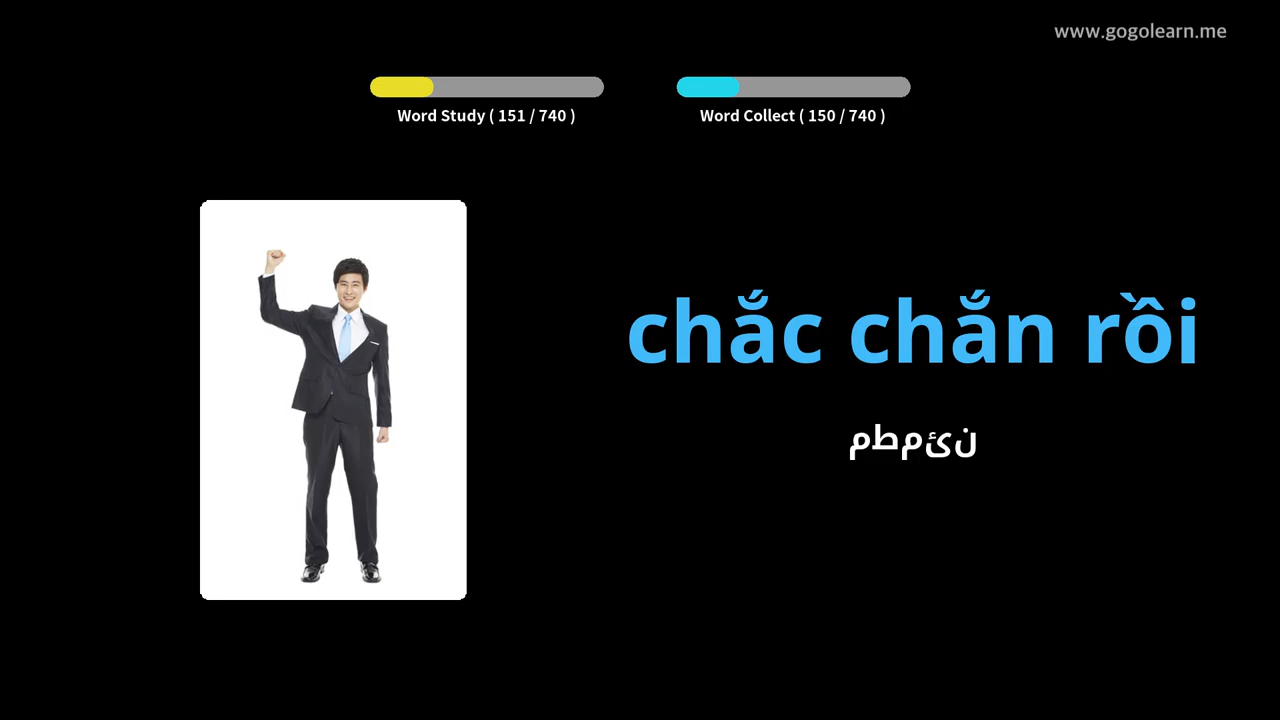 www.gogolearn.me
Word Study ( 151 / 740 )
Word Collect ( 150 / 740 )
chắc chắn rồi
مطمئن